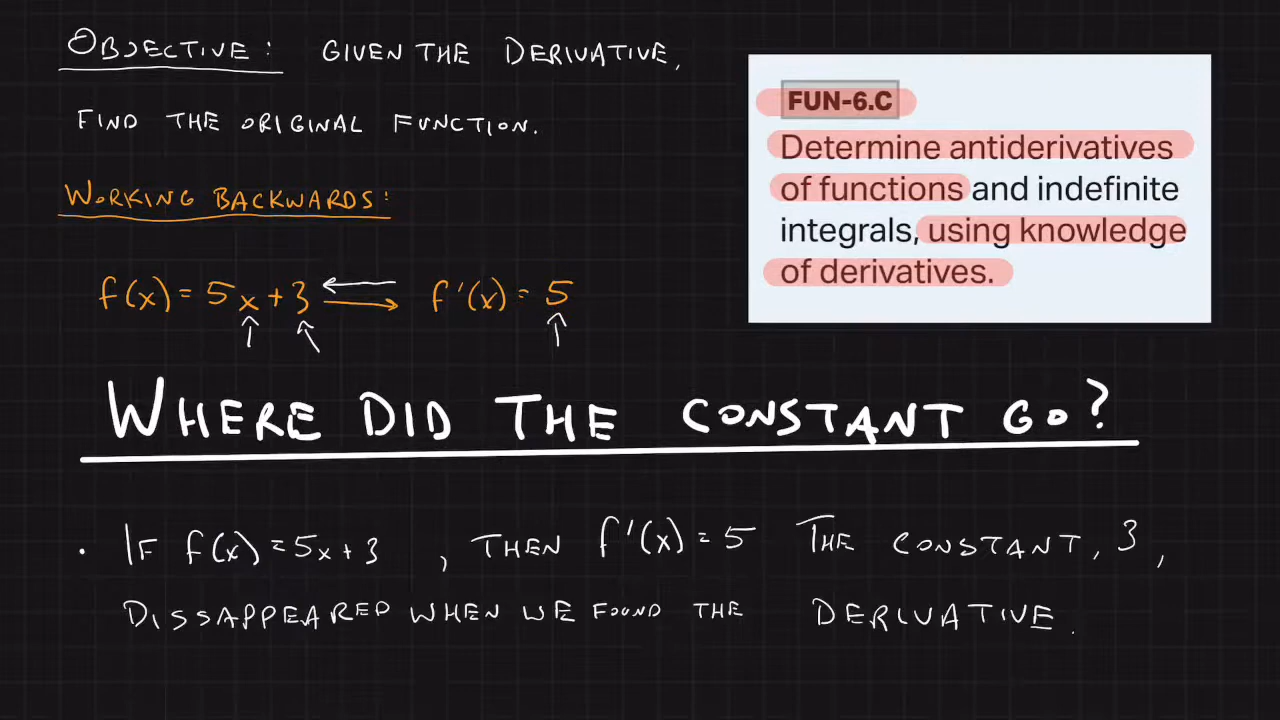 OBJECTIVE: GIVEN THE DERIVATIVE,
FIND THE ORIGINAL FUNCTION.
WORKING BACKWARDS:
f(x) = 5x + 3 f'(x) = 5
FUN-6.C
Determine antiderivatives
of functions and indefinite
integrals, using knowledge
of derivatives.
WHERE DID THE CONSTANT GO?
• IF f(x) = 5x + 3, THEN f'(x) = 5 THE CONSTANT, 3,
DISSAPPEARED WHEN WE FOUND THE DERIVATIVE.